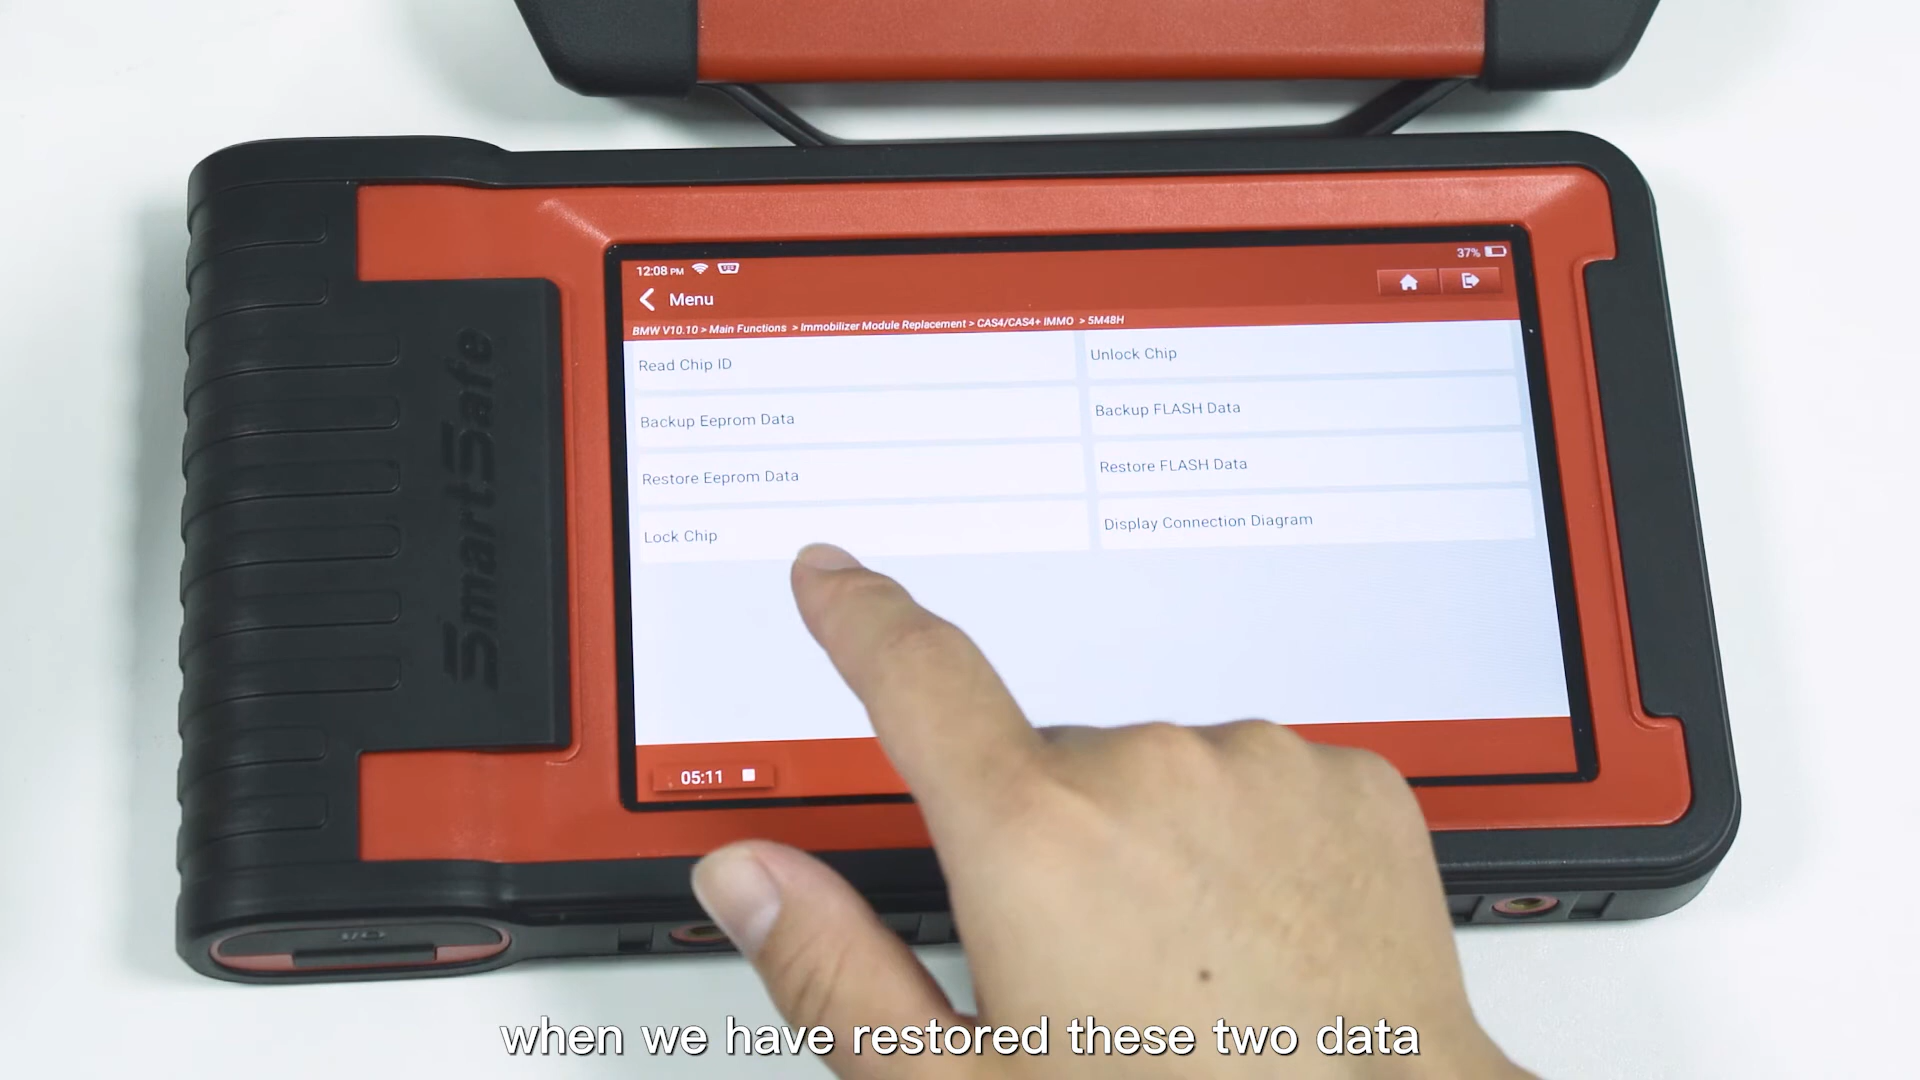 12:08 PM
37%
Menu
BMW V10.10 > Main Functions > Immobilizer Module Replacement > CAS4/CAS4+ IMMO > 5M48H
Read Chip ID
Unlock Chip
Backup Eeprom Data
Backup FLASH Data
Restore Eeprom Data
Restore FLASH Data
Lock Chip
Display Connection Diagram
05:11
SmartSafe
when we have restored these two data